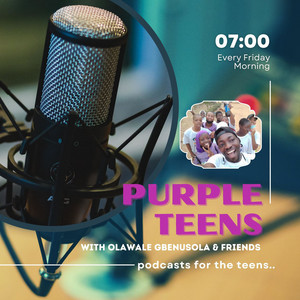 07:00
Every Friday
Morning
PURPLE
TEENS
WITH OLAWALE GBENUSOLA & FRIENDS
podcasts for the teens..